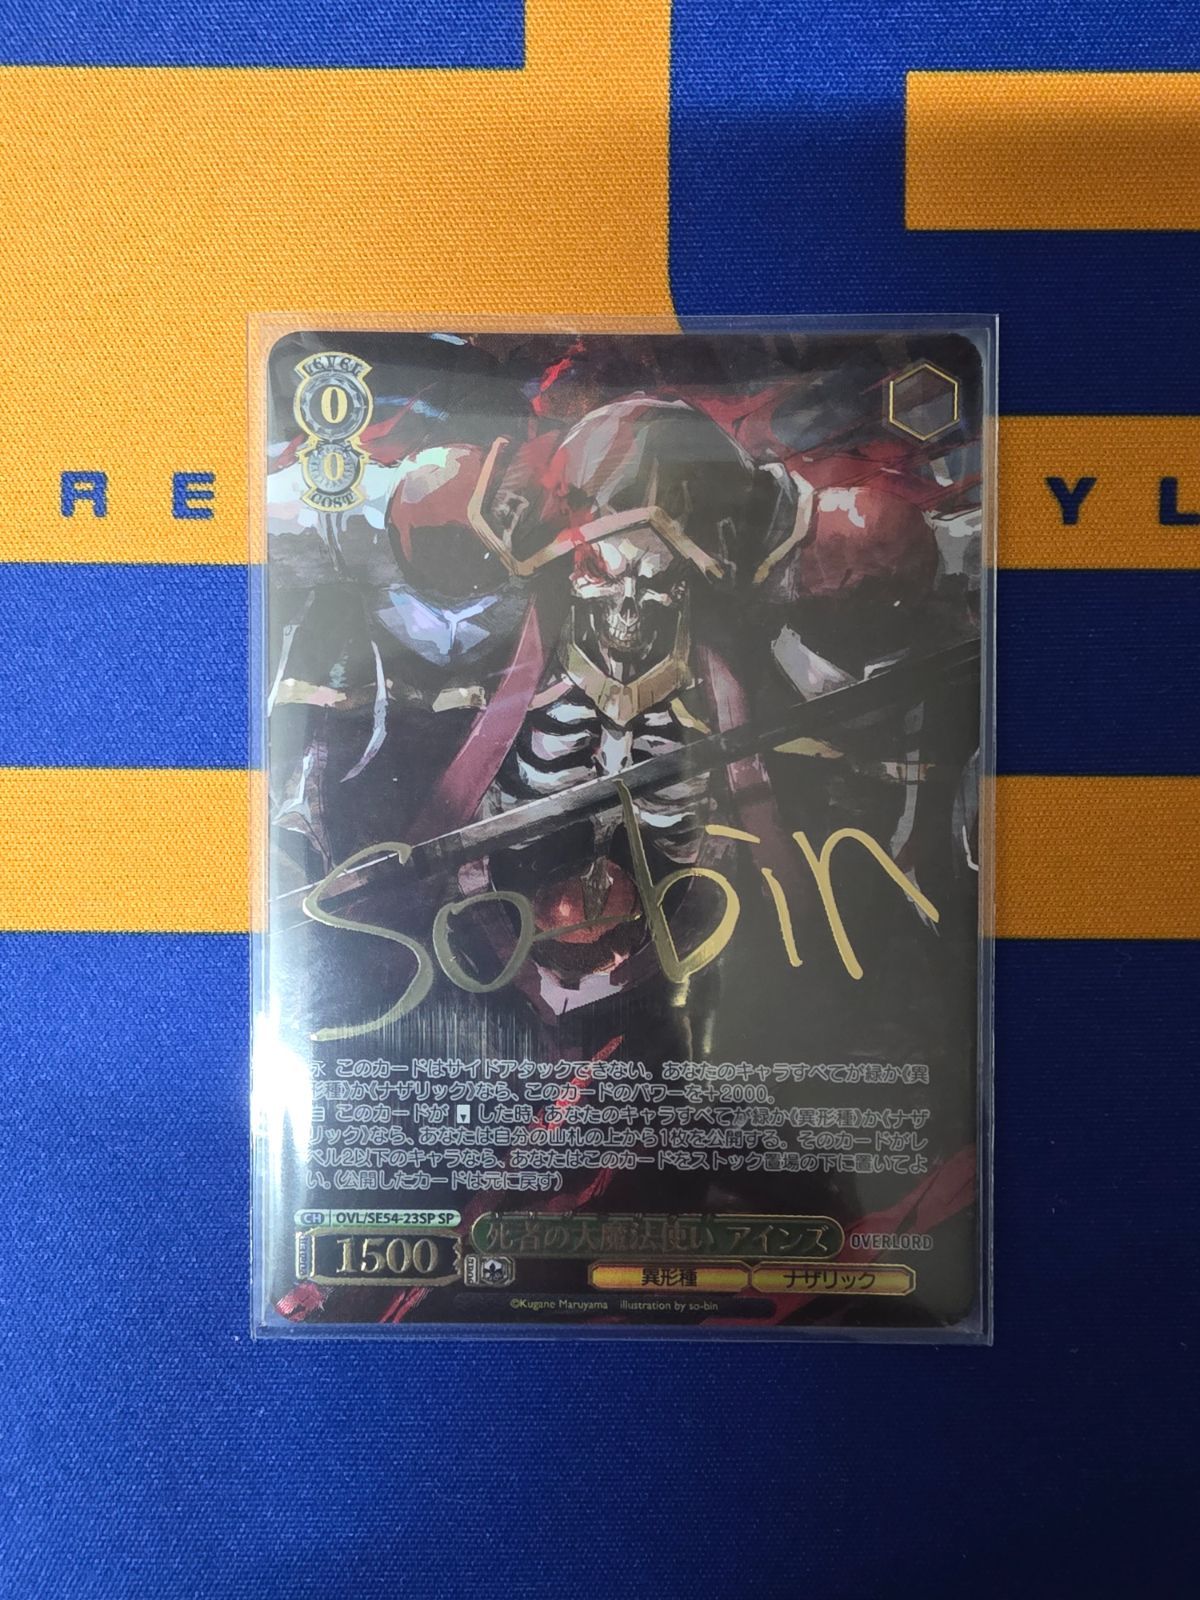 LEVEL
0
0
COST
RE
YL
so-bin
永 このカードはサイドアタックできない。あなたのキャラすべてが緑か《異
形種》か《ナザリック》なら、このカードのパワーを+2000。
自 このカードが した時、あなたのキャラすべてが緑か《異形種》か《ナザ
リック》なら、あなたは自分の山札の上から1枚を公開する。そのカードがレ
ベル2以下のキャラなら、あなたはこのカードをストック置場の下に置いてよ
い。(公開したカードは元に戻す)
CH OVL/SE54-23SP SP
死者の大魔法使い アインズ OVERLORD
1500
異形種 ナザリック
©Kugane Maruyama illustration by so-bin